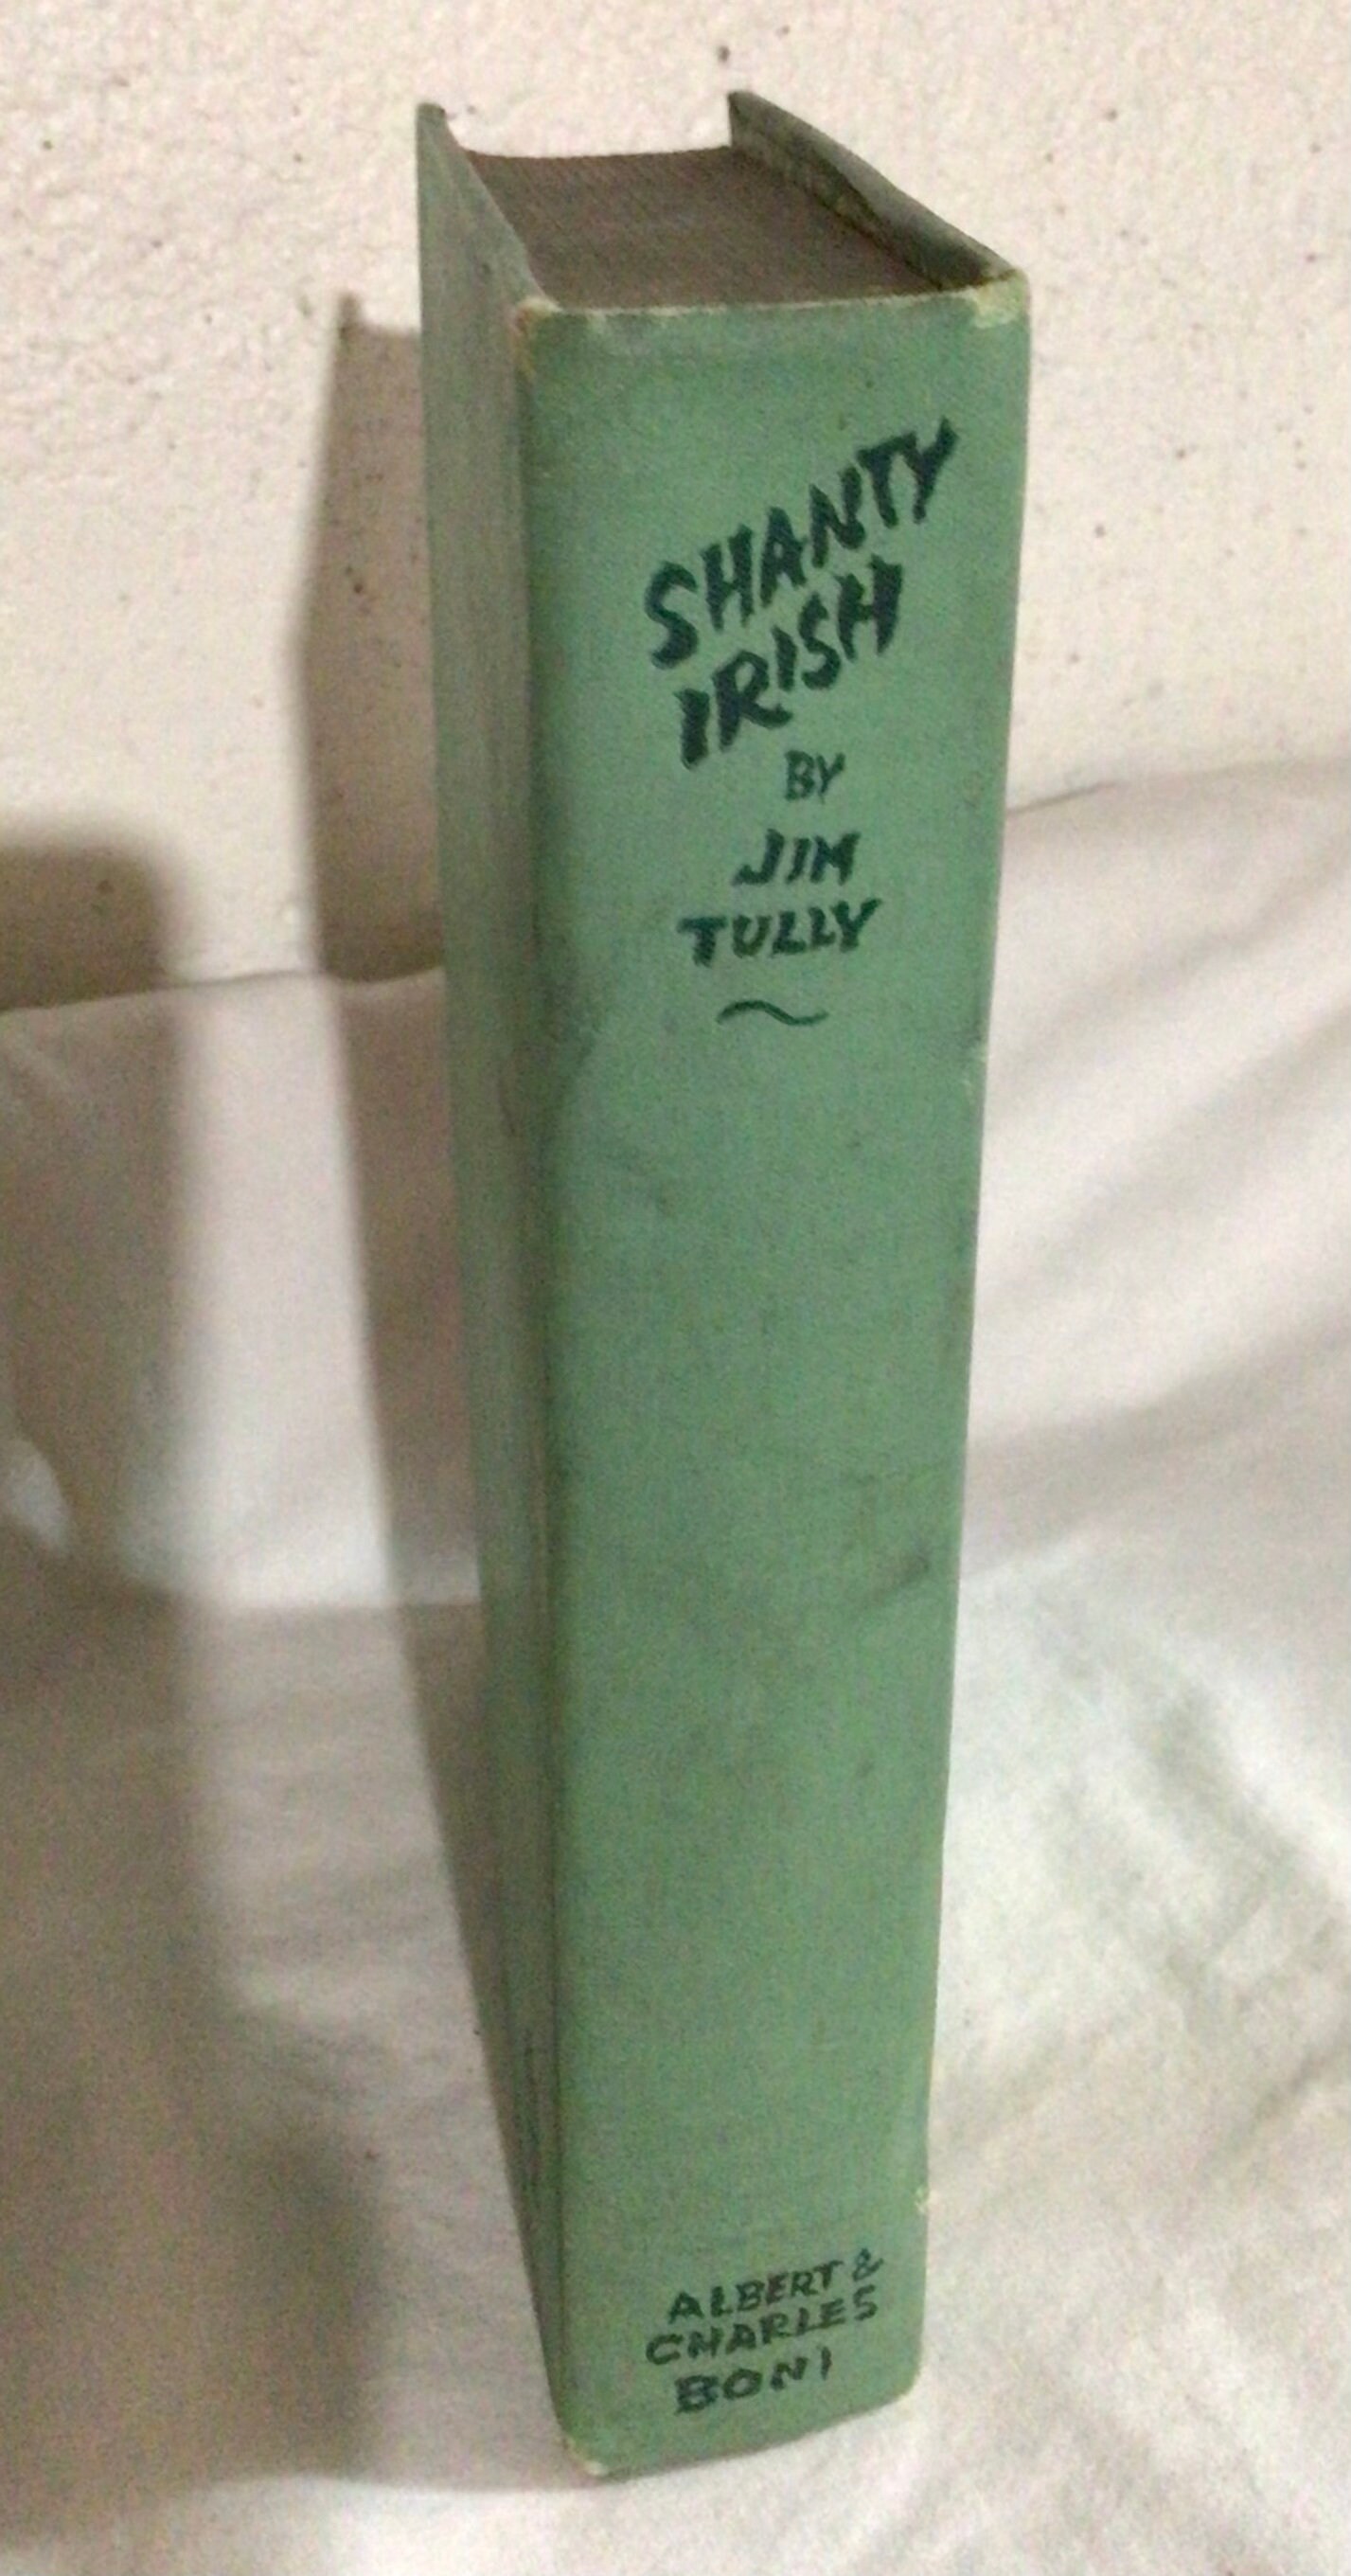 SHANTY
IRISH
BY
JIM
TULLY
ALBERT &
CHARLES
BONI